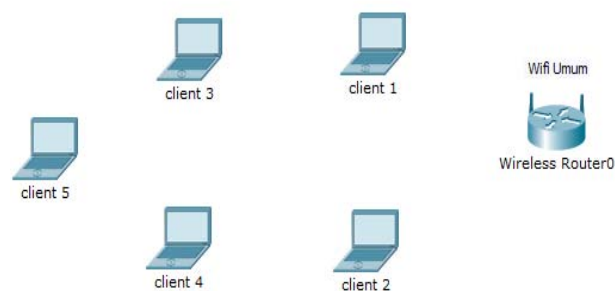 client 3
client 1
Wifi Umum
Wireless Router0
client 5
client 4
client 2